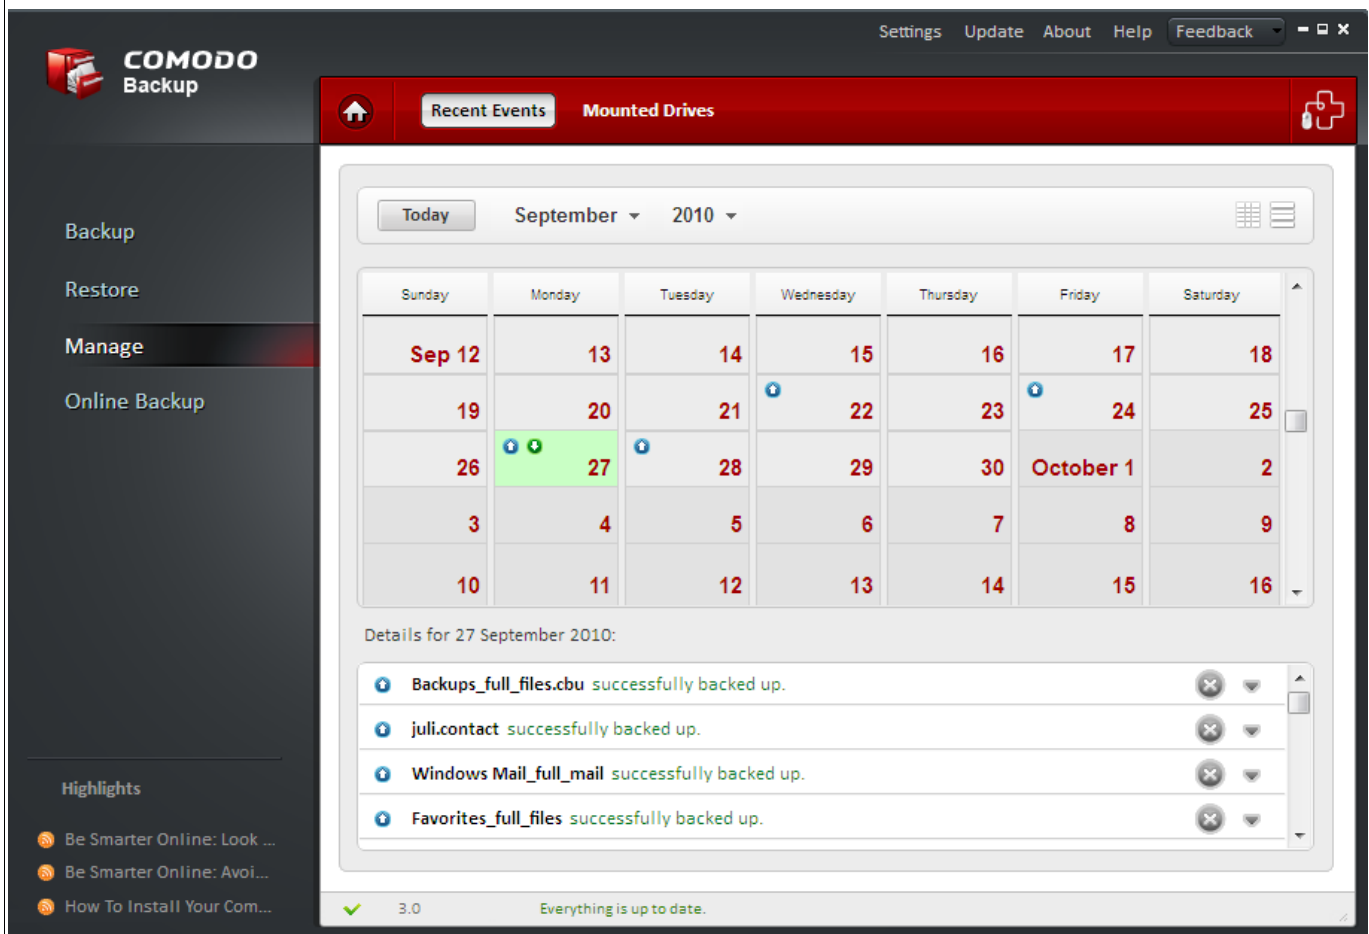 Settings Update About Help Feedback
COMODO
Backup
Recent Events Mounted Drives
Today September 2010
Backup
Restore
Manage
Online Backup
Sunday Monday Tuesday Wednesday Thursday Friday Saturday
Sep 12 13 14 15 16 17 18
19 20 21 22 23 24 25
26 27 28 29 30 October 1 2
3 4 5 6 7 8 9
10 11 12 13 14 15 16
Details for 27 September 2010:
Backups_full_files.cbu successfully backed up.
juli.contact successfully backed up.
Windows Mail_full_mail successfully backed up.
Favorites_full_files successfully backed up.
Highlights
Be Smarter Online: Look ...
Be Smarter Online: Avoi...
How To Install Your Com...
3.0 Everything is up to date.